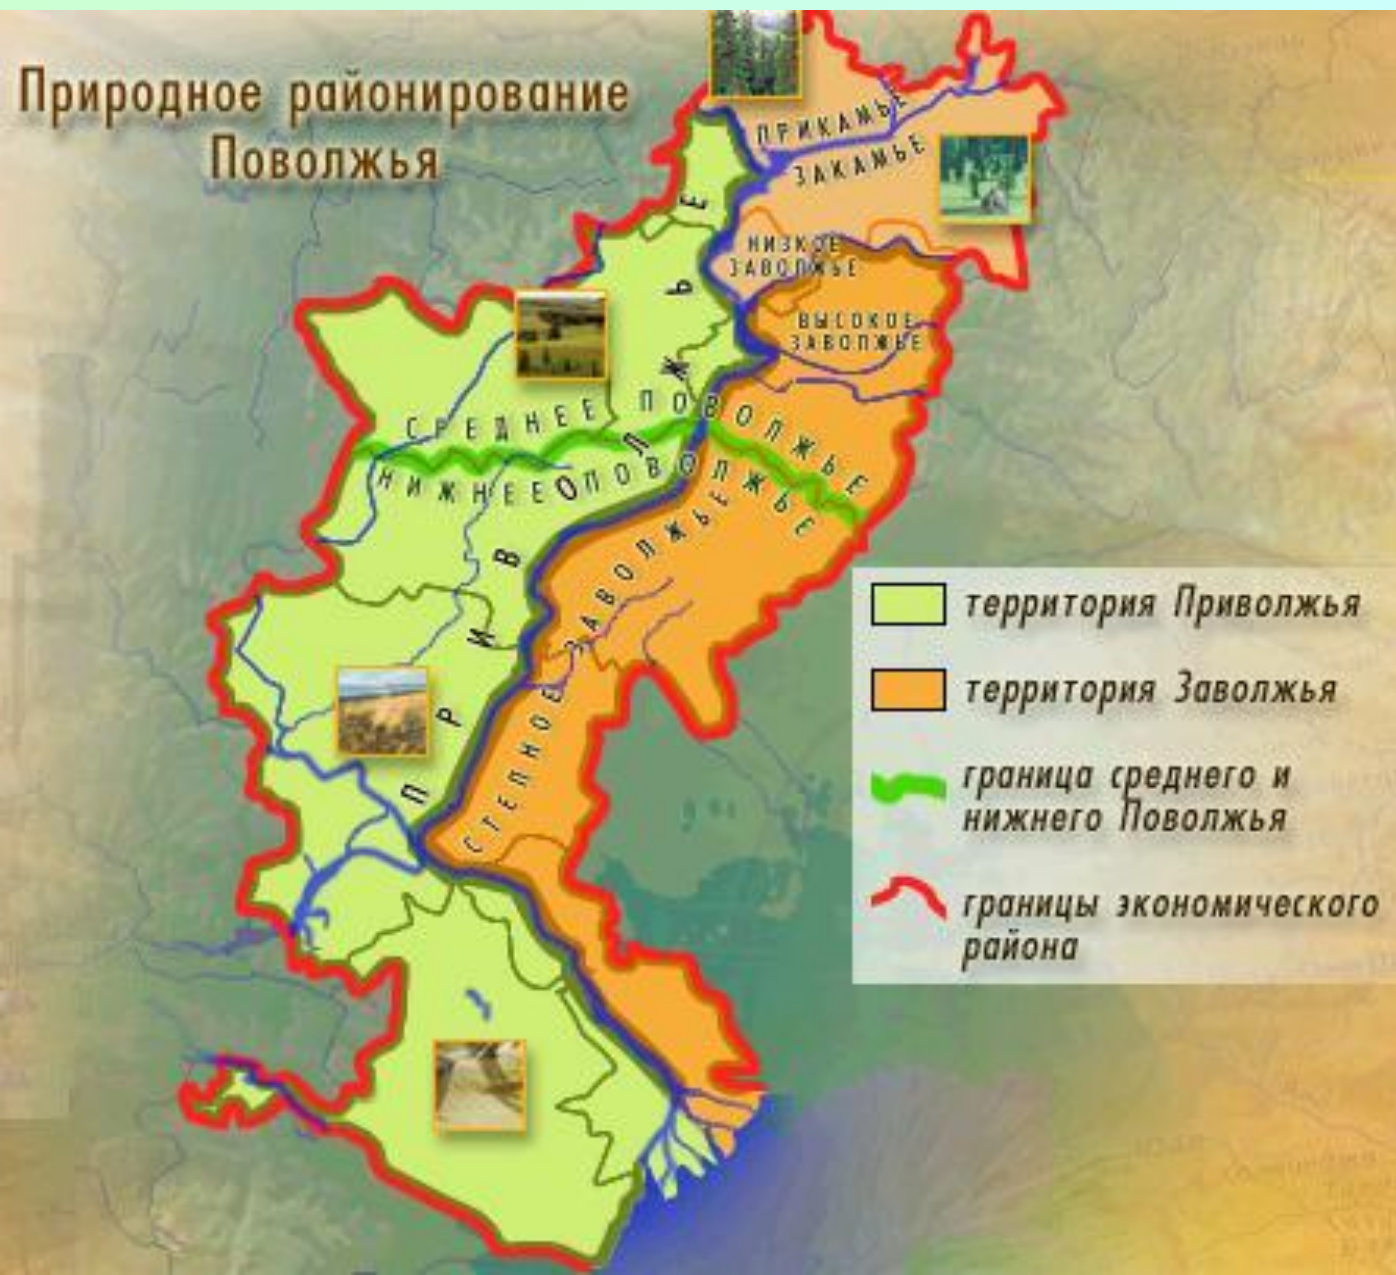 Природное районирование
Поволжья
ПРИКАМЬЕ
ЗАКАМЬЕ
НИЗКОЕ
ЗАВОЛЖЬЕ
ВЫСОКОЕ
ЗАВОЛЖЬЕ
СРЕДНЕЕ ПОВОЛЖЬЕ
НИЖНЕЕ ПОВОЛЖЬЕ
ПРИВОЛЖЬЕ
СТЕПНОЕ ЗАВОЛЖЬЕ
территория Приволжья
территория Заволжья
граница среднего и
нижнего Поволжья
границы экономического
района